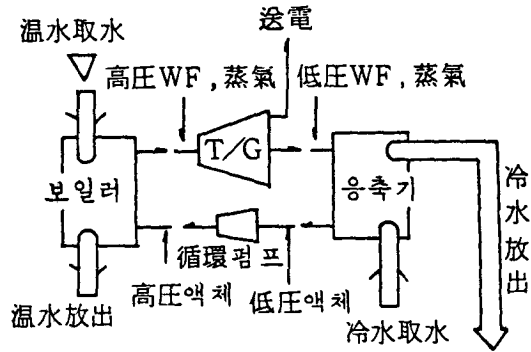 送電
温水取水
高圧WF,蒸氣 低圧WF,蒸氣
T/G
보일러
응축기
冷水放出
循環펌프
高圧액체 低圧액체
温水放出
冷水取水